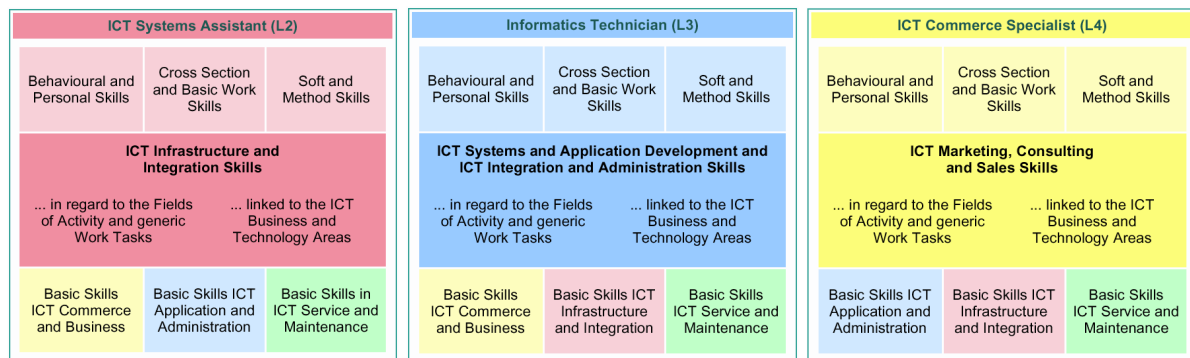 ICT Systems Assistant (L2)
Behavioural and
Personal Skills
Cross Section
and Basic Work
Skills
Soft and
Method Skills
ICT Infrastructure and
Integration Skills
... in regard to the Fields
of Activity and generic
Work Tasks
... linked to the ICT
Business and
Technology Areas
Basic Skills
ICT Commerce
and Business
Basic Skills ICT
Application and
Administration
Basic Skills in
ICT Service and
Maintenance
Informatics Technician (L3)
Behavioural and
Personal Skills
Cross Section
and Basic Work
Skills
Soft and
Method Skills
ICT Systems and Application Development and
ICT Integration and Administration Skills
... in regard to the Fields
of Activity and generic
Work Tasks
... linked to the ICT
Business and
Technology Areas
Basic Skills
ICT Commerce
and Business
Basic Skills ICT
Infrastructure
and Integration
Basic Skills
ICT Service and
Maintenance
ICT Commerce Specialist (L4)
Behavioural and
Personal Skills
Cross Section
and Basic Work
Skills
Soft and
Method Skills
ICT Marketing, Consulting
and Sales Skills
... in regard to the Fields
of Activity and generic
Work Tasks
... linked to the ICT
Business and
Technology Areas
Basic Skills ICT
Application and
Administration
Basic Skills ICT
Infrastructure
and Integration
Basic Skills
ICT Service and
Maintenance